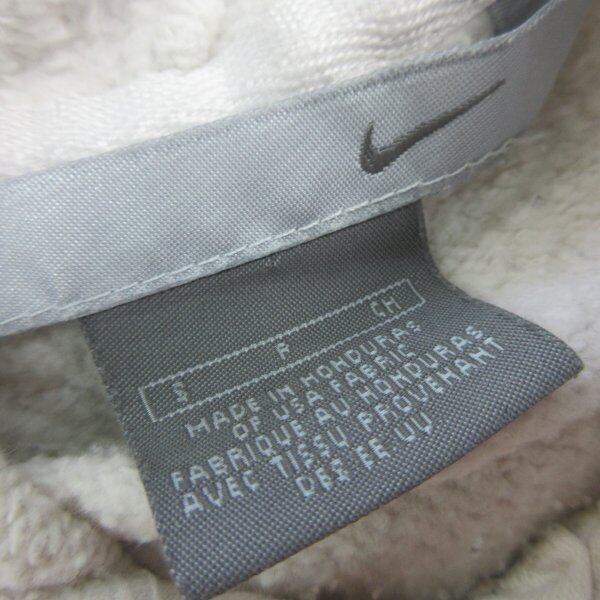 S P CH
MADE IN HONDURAS
OF USA FABRIC
FABRIQUE AU HONDURAS
AVEC TISSU PROVENANT
DES EE UU